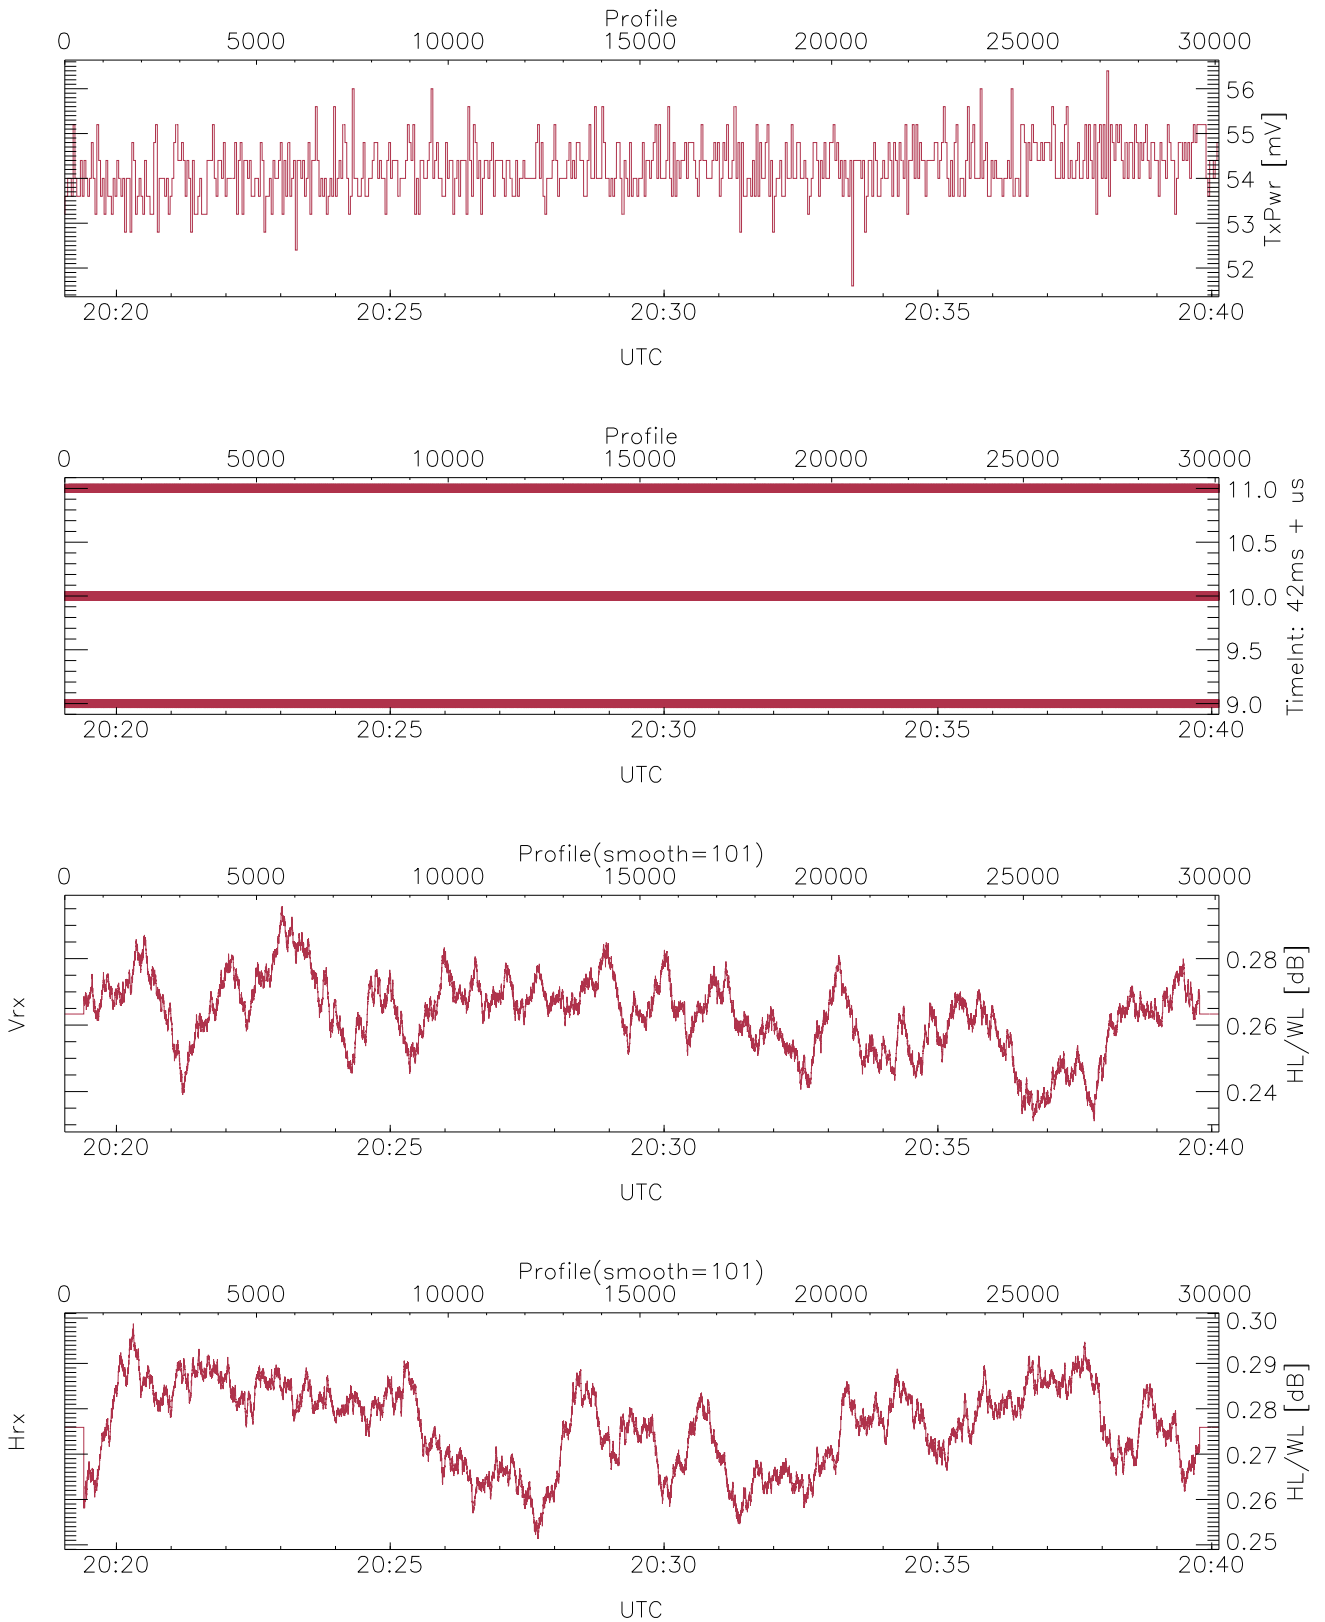 Profile
0 5000 10000 15000 20000 25000 30000
56
55
54
53
52
TxPwr [mV]
20:20 20:25 20:30 20:35 20:40
UTC
Profile
0 5000 10000 15000 20000 25000 30000
11.0
10.5
10.0
9.5
9.0
TimeInt: 42ms + us
20:20 20:25 20:30 20:35 20:40
UTC
Profile(smooth=101)
0 5000 10000 15000 20000 25000 30000
Vrx
0.28
0.26
0.24
HL/WL [dB]
20:20 20:25 20:30 20:35 20:40
UTC
Profile(smooth=101)
0 5000 10000 15000 20000 25000 30000
Hrx
0.30
0.29
0.28
0.27
0.26
0.25
HL/WL [dB]
20:20 20:25 20:30 20:35 20:40
UTC